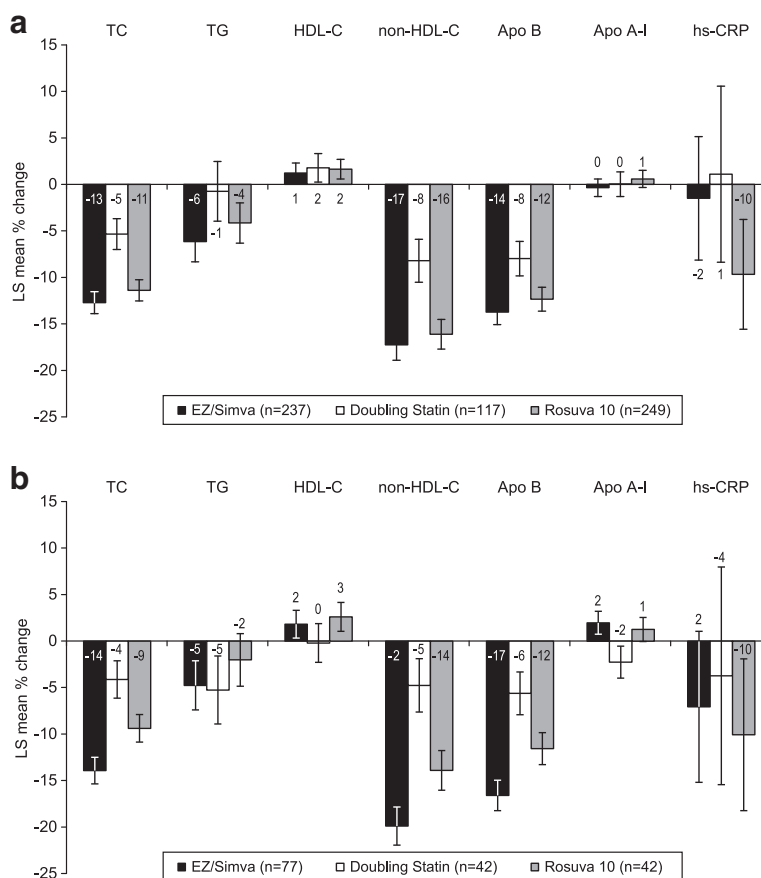 a
TC TG HDL-C non-HDL-C Apo B Apo A-I hs-CRP
15
10
5
0
-5
-10
-15
-20
-25
LS mean % change
-13 -5 -11 -6 -1 -4 1 2 2 -17 -8 -16 -14 -8 -12 0 0 1 -2 1 -10
EZ/Simva (n=237) Doubling Statin (n=117) Rosuva 10 (n=249)
b
TC TG HDL-C non-HDL-C Apo B Apo A-I hs-CRP
15
10
5
0
-5
-10
-15
-20
-25
LS mean % change
-14 -4 -9 -5 -5 -2 2 0 3 -2 -5 -14 -17 -6 -12 2 -2 1 2 -4 -10
EZ/Simva (n=77) Doubling Statin (n=42) Rosuva 10 (n=42)